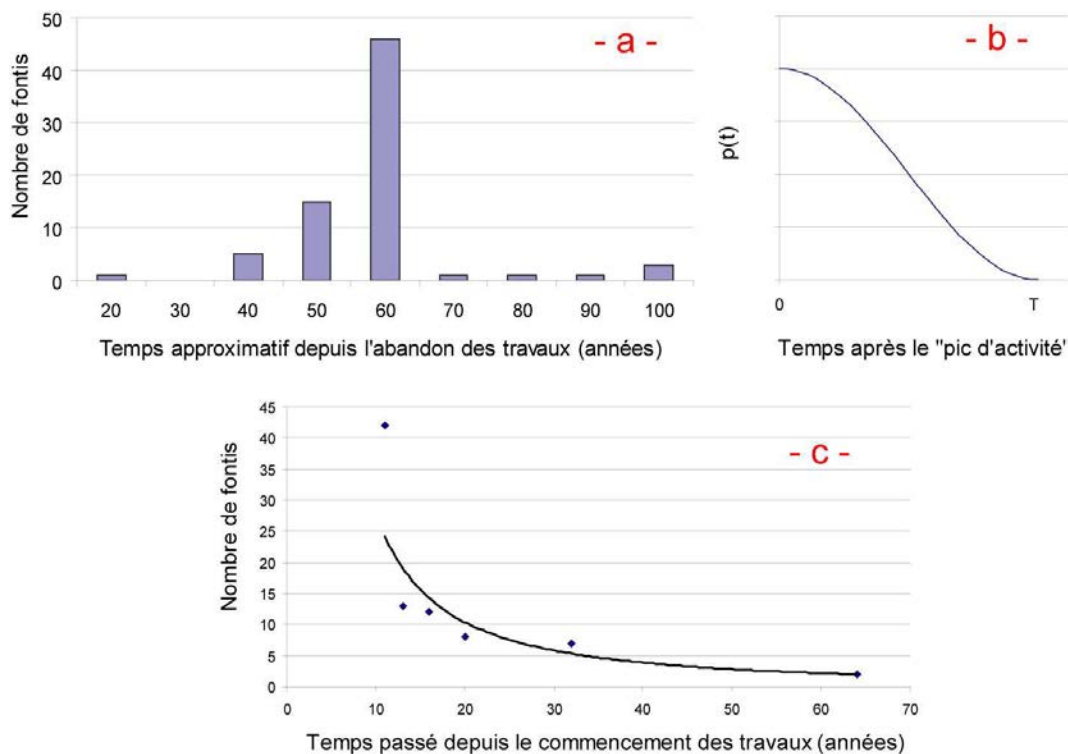 50
40
30
20
10
0
Nombre de fontis
- a -
20 30 40 50 60 70 80 90 100
Temps approximatif depuis l'abandon des travaux (années)
- b -
p(t)
0 T
Temps après le "pic d'activité"
45
40
35
30
25
20
15
10
5
0
Nombre de fontis
- c -
0 10 20 30 40 50 60 70
Temps passé depuis le commencement des travaux (années)